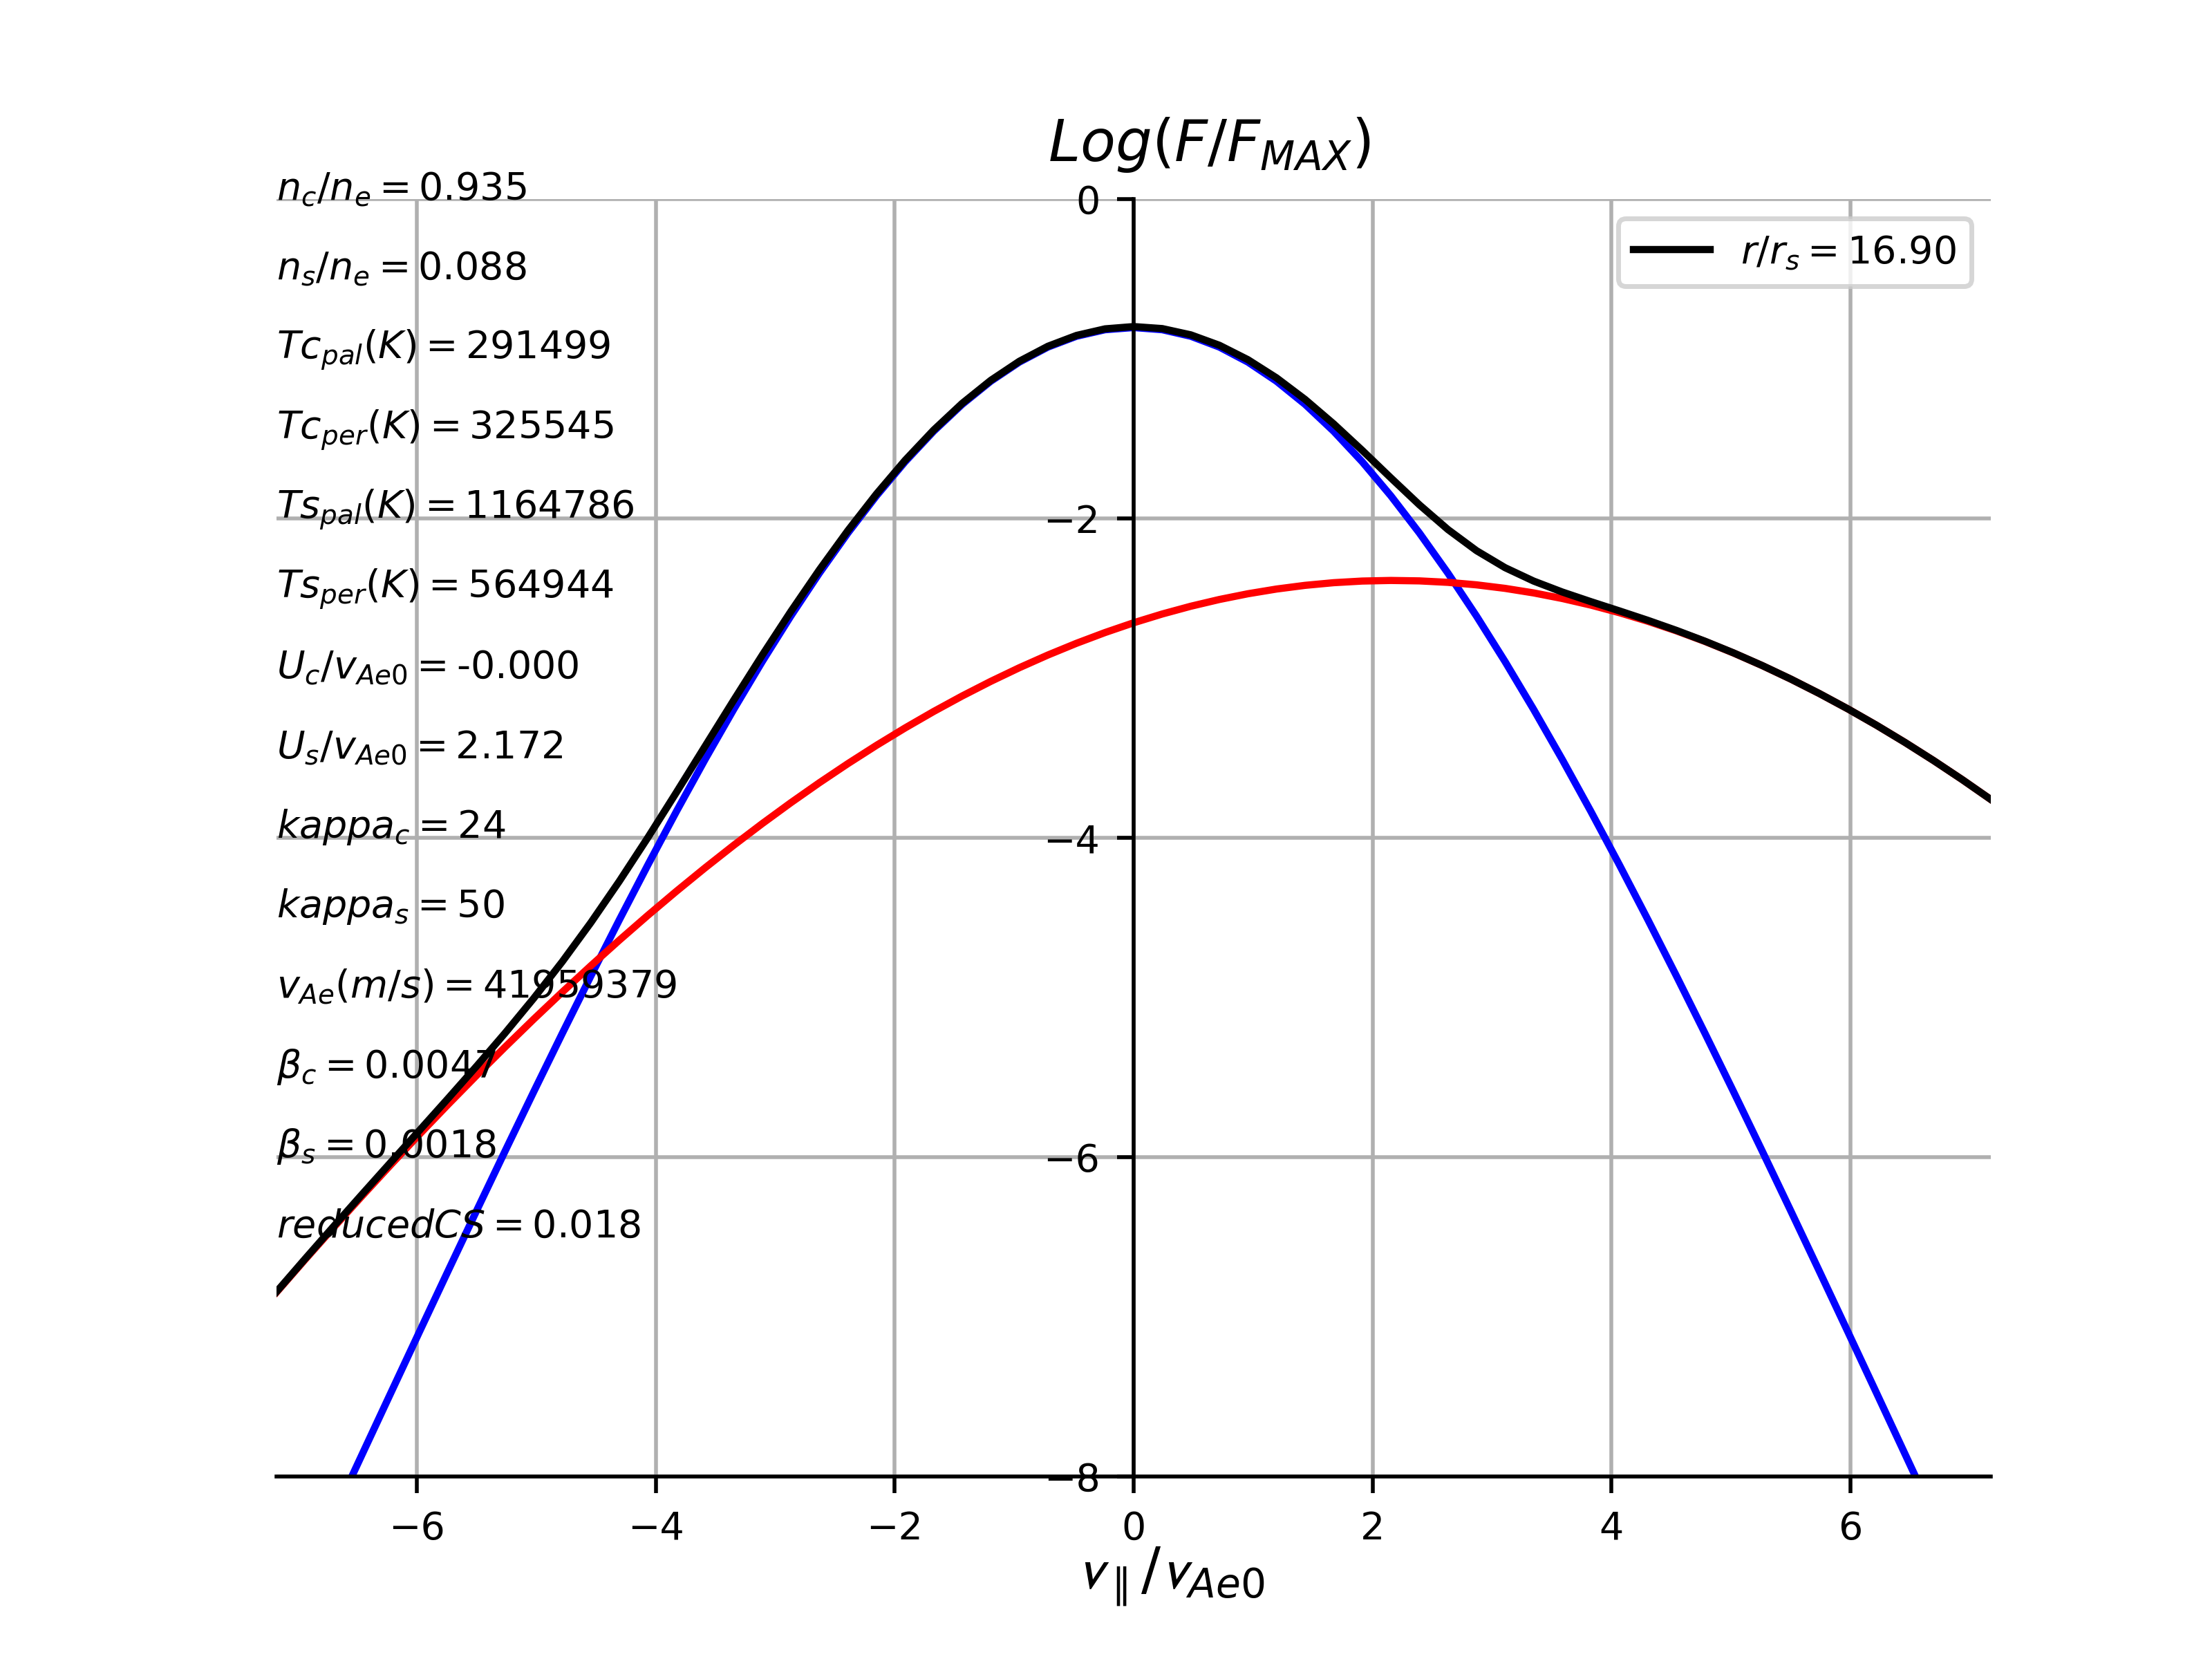 Log(F/F_MAX)
n_c/n_e = 0.935
0
n_s/n_e = 0.088
r/r_s = 16.90
Tc_pal(K) = 291499
Tc_per(K) = 325545
Ts_pal(K) = 1164786
−2
Ts_per(K) = 564944
U_c/v_Ae0 = -0.000
U_s/v_Ae0 = 2.172
kappa_c = 24
−4
kappa_s = 50
v_Ae(m/s) = 41959379
β_c = 0.0047
β_s = 0.0018
−6
reducedCS = 0.018
−8
−6 −4 −2 0 2 4 6
v_∥/v_Ae0